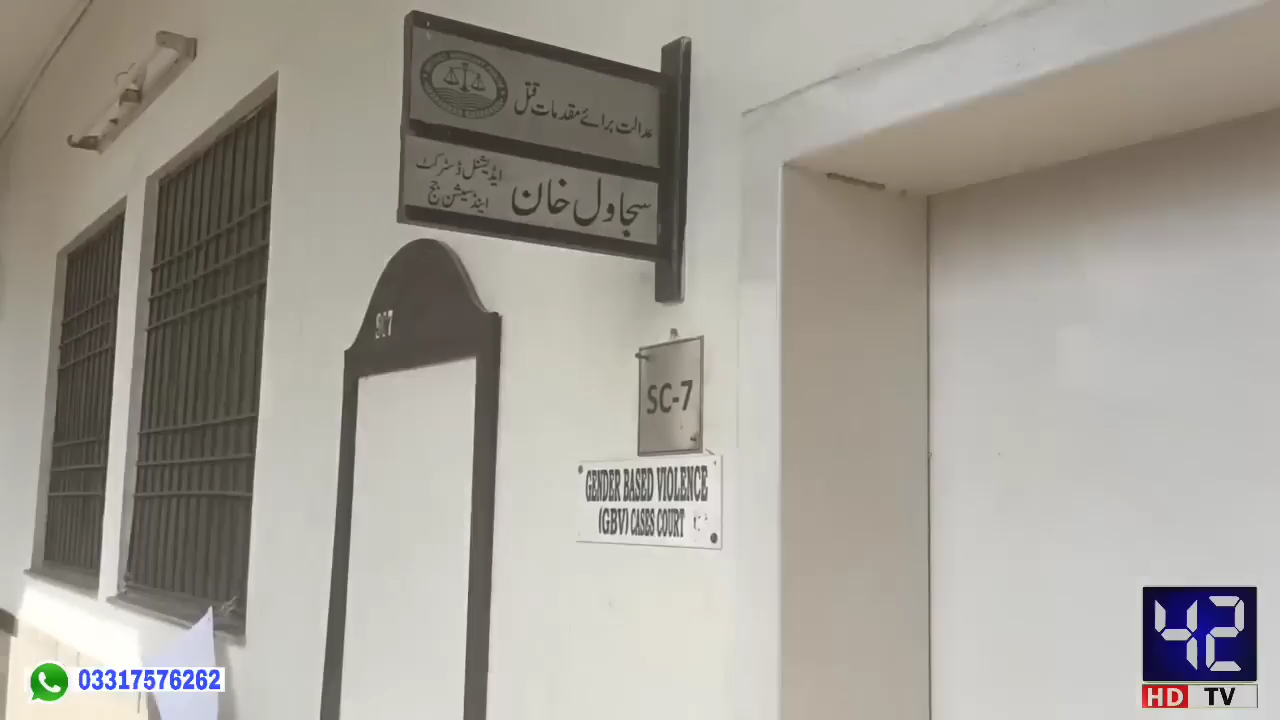 عدالت برائے مقدمات قتل
سجاول خان
ایڈیشنل ڈسٹرکٹ
اینڈ سیشن جج
907
SC-7
GENDER BASED VIOLENCE
(GBV) CASES COURT
03317576262
42
HD TV